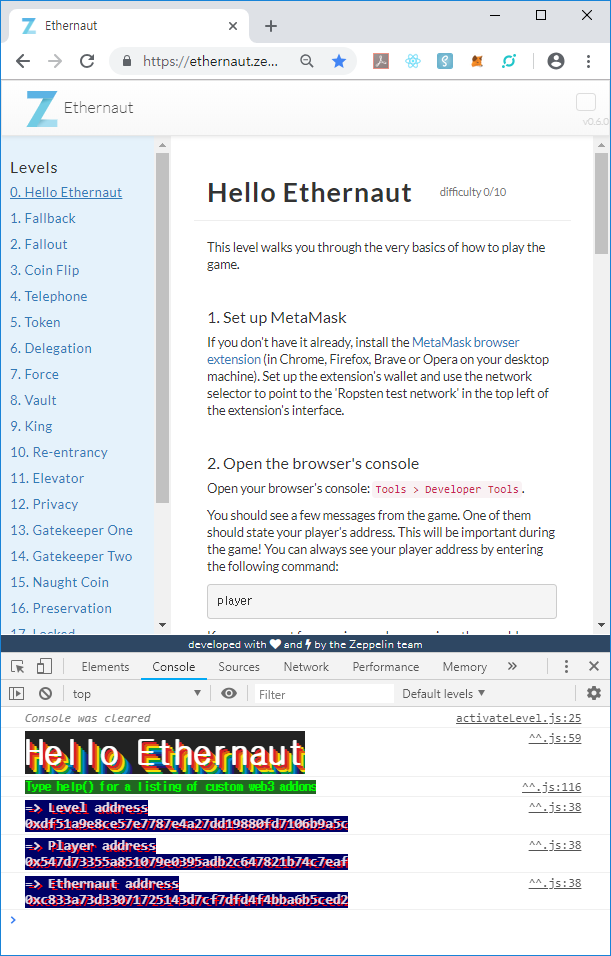 Ethernaut
https://ethernaut.ze...
Ethernaut
v0.6.0
Levels
0. Hello Ethernaut
1. Fallback
2. Fallout
3. Coin Flip
4. Telephone
5. Token
6. Delegation
7. Force
8. Vault
9. King
10. Re-entrancy
11. Elevator
12. Privacy
13. Gatekeeper One
14. Gatekeeper Two
15. Naught Coin
16. Preservation
17. Locked
Hello Ethernaut
difficulty 0/10
This level walks you through the very basics of how to play the
game.
1. Set up MetaMask
If you don't have it already, install the MetaMask browser
extension (in Chrome, Firefox, Brave or Opera on your desktop
machine). Set up the extension's wallet and use the network
selector to point to the 'Ropsten test network' in the top left of
the extension's interface.
2. Open the browser's console
Open your browser's console: Tools > Developer Tools.
You should see a few messages from the game. One of them
should state your player's address. This will be important during
the game! You can always see your player address by entering
the following command:
player
developed with and by the Zeppelin team
Elements Console Sources Network Performance Memory »
top Filter Default levels
Console was cleared activateLevel.js:25
Hello Ethernaut ^^.js:59
Type help() for a listing of custom web3 addons ^^.js:116
=> Level address ^^.js:38
0xdf51a9e8ce57e7787e4a27dd19880fd7106b9a5c
=> Player address ^^.js:38
0x547d73355a851079e0395adb2c647821b74c7eaf
=> Ethernaut address ^^.js:38
0xc833a73d33071725143d7cf7dfd4f4bba6b5ced2
>